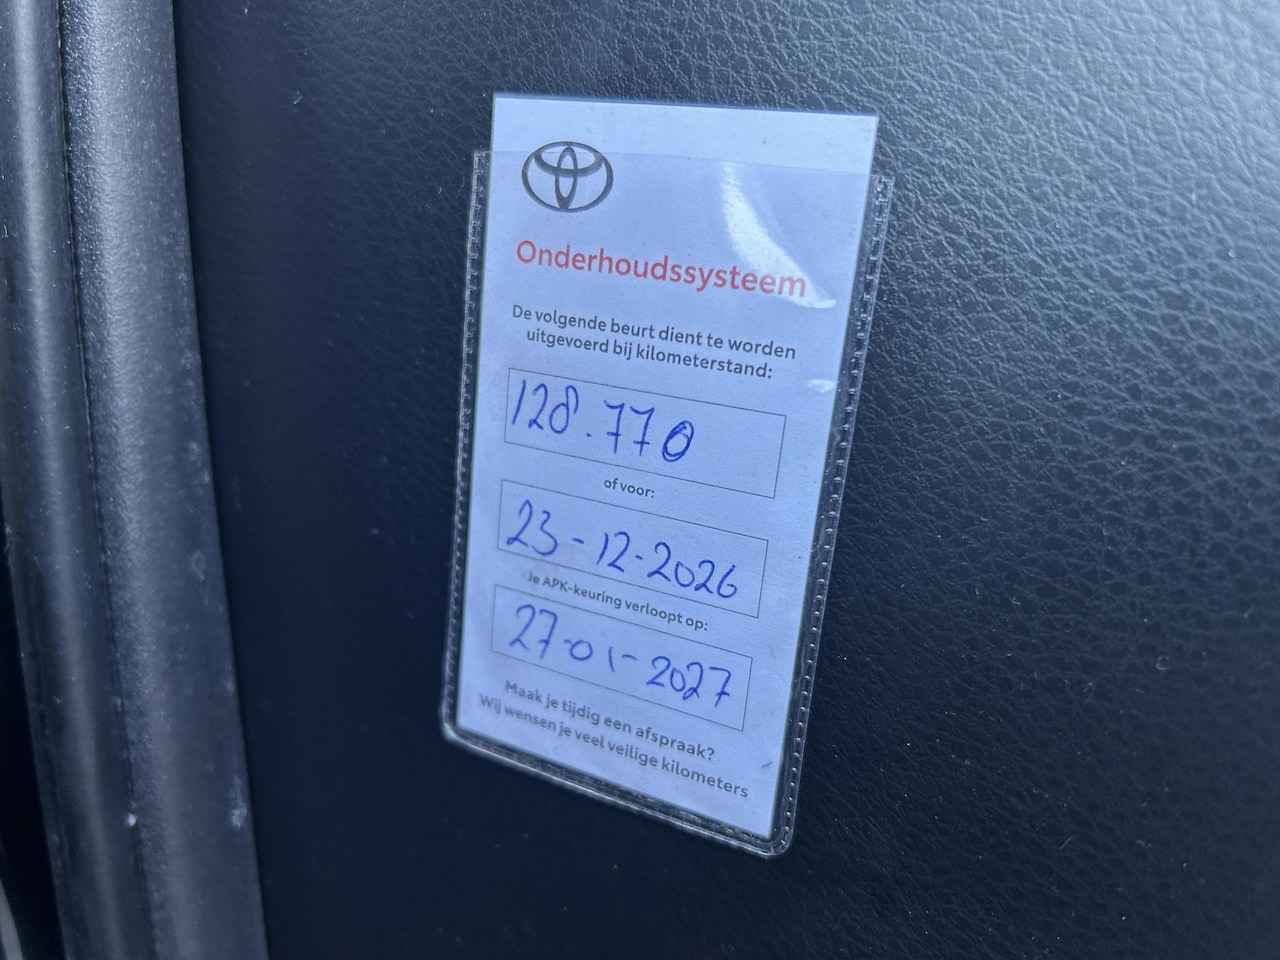 Onderhoudssysteem
De volgende beurt dient te worden
uitgevoerd bij kilometerstand:
128.770
of voor:
23-12-2026
Je APK-keuring verloopt op:
27-01-2027
Maak je tijdig een afspraak?
Wij wensen je veel veilige kilometers